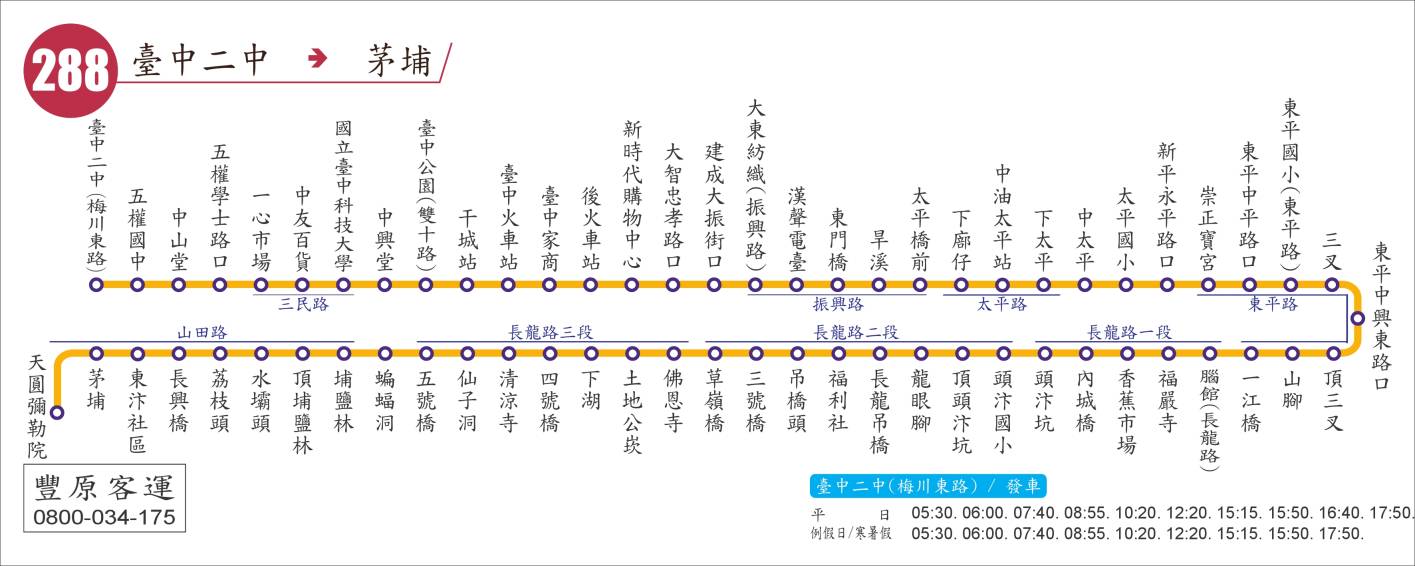 288
臺中二中 → 茅埔
臺中二中(梅川東路)
五權國中
中山堂
五權學士路口
一心市場
中友百貨
國立臺中科技大學
中興堂
臺中公園(雙十路)
干城站
臺中火車站
臺中家商
後火車站
新時代購物中心
大智忠孝路口
建成大振街口
大東紡織(振興路)
漢聲電臺
東門橋
旱溪
太平橋前
下廍仔
中油太平站
下太平
中太平
太平國小
新平永平路口
崇正寶宮
東平中平路口
東平國小(東平路)
三叉
東平中興東路口
三民路
振興路
太平路
東平路
山田路
長龍路三段
長龍路二段
長龍路一段
天圓彌勒院
茅埔
東汴社區
長興橋
荔枝頭
水壩頭
頂埔鹽林
埔鹽林
蝙蝠洞
五號橋
仙子洞
清涼寺
四號橋
下湖
土地公崁
佛恩寺
草嶺橋
三號橋
吊橋頭
福利社
長龍吊橋
龍眼腳
頂頭汴坑
頭汴國小
頭汴坑
內城橋
香蕉市場
福嚴寺
腦館(長龍路)
一江橋
山腳
頂三叉
豐原客運
0800-034-175
臺中二中(梅川東路) / 發車
平日 05:30. 06:00. 07:40. 08:55. 10:20. 12:20. 15:15. 15:50. 16:40. 17:50.
例假日/寒暑假 05:30. 06:00. 07:40. 08:55. 10:20. 12:20. 15:15. 15:50. 17:50.